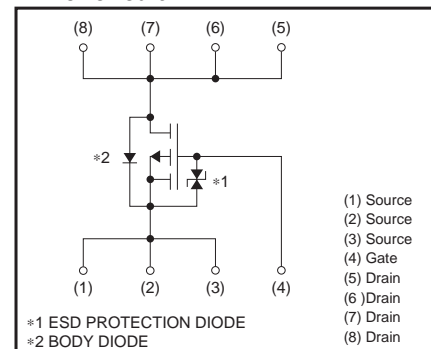 (8) (7) (6) (5)
∗2
∗1
(1) Source
(2) Source
(3) Source
(4) Gate
(5) Drain
(6 )Drain
(7) Drain
(8) Drain
(1) (2) (3) (4)
∗1 ESD PROTECTION DIODE
∗2 BODY DIODE